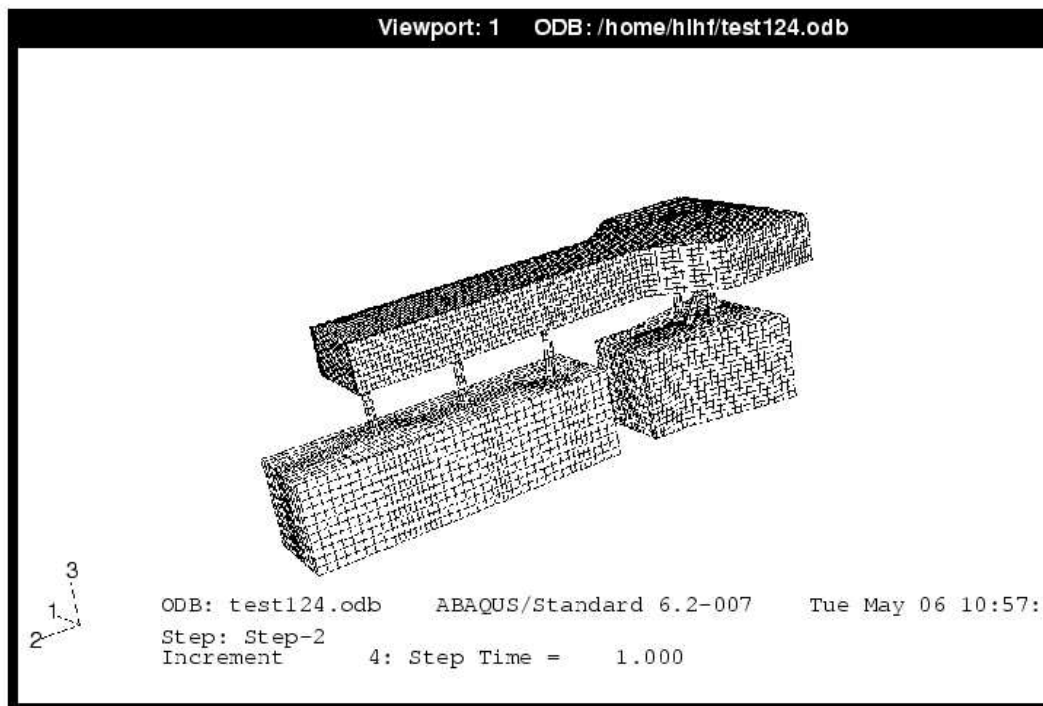 Viewport: 1 ODB: /home/hlhf/test124.odb
3
1
2
ODB: test124.odb ABAQUS/Standard 6.2-007 Tue May 06 10:57:
Step: Step-2
Increment 4: Step Time = 1.000